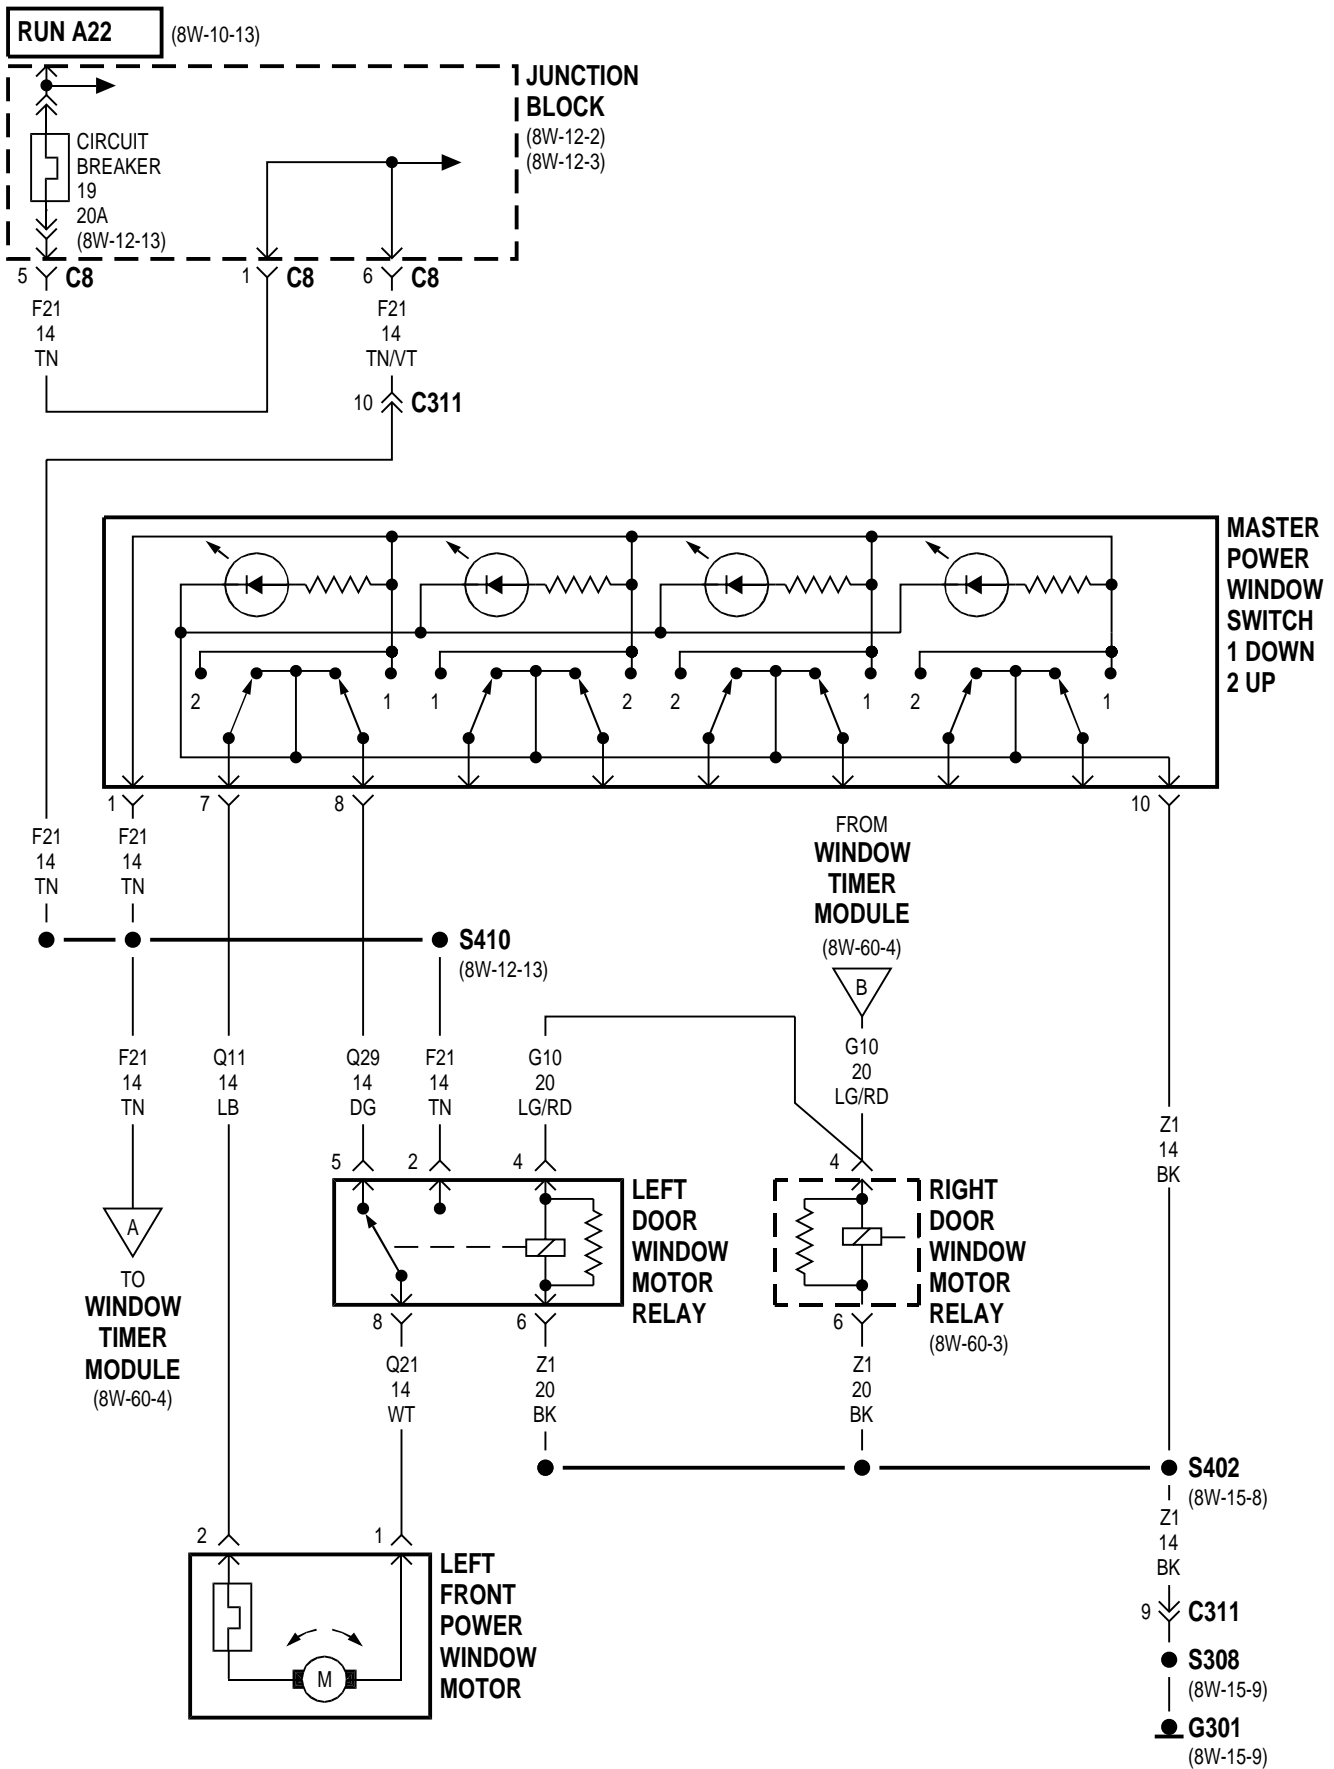 RUN A22
(8W-10-13)
JUNCTION
BLOCK
(8W-12-2)
(8W-12-3)
CIRCUIT
BREAKER
19
20A
(8W-12-13)
5
C8
1
C8
6
C8
F21
14
TN
F21
14
TN/VT
10
C311
MASTER
POWER
WINDOW
SWITCH
1 DOWN
2 UP
2
1
1
2
2
1
2
1
1
7
8
10
F21
14
TN
F21
14
TN
FROM
WINDOW
TIMER
MODULE
(8W-60-4)
B
S410
(8W-12-13)
F21
14
TN
Q11
14
LB
Q29
14
DG
F21
14
TN
G10
20
LG/RD
G10
20
LG/RD
Z1
14
BK
5
2
4
4
LEFT
DOOR
WINDOW
MOTOR
RELAY
RIGHT
DOOR
WINDOW
MOTOR
RELAY
(8W-60-3)
A
TO
WINDOW
TIMER
MODULE
(8W-60-4)
8
6
6
Q21
14
WT
Z1
20
BK
Z1
20
BK
S402
(8W-15-8)
Z1
14
BK
2
1
LEFT
FRONT
POWER
WINDOW
MOTOR
M
9
C311
S308
(8W-15-9)
G301
(8W-15-9)